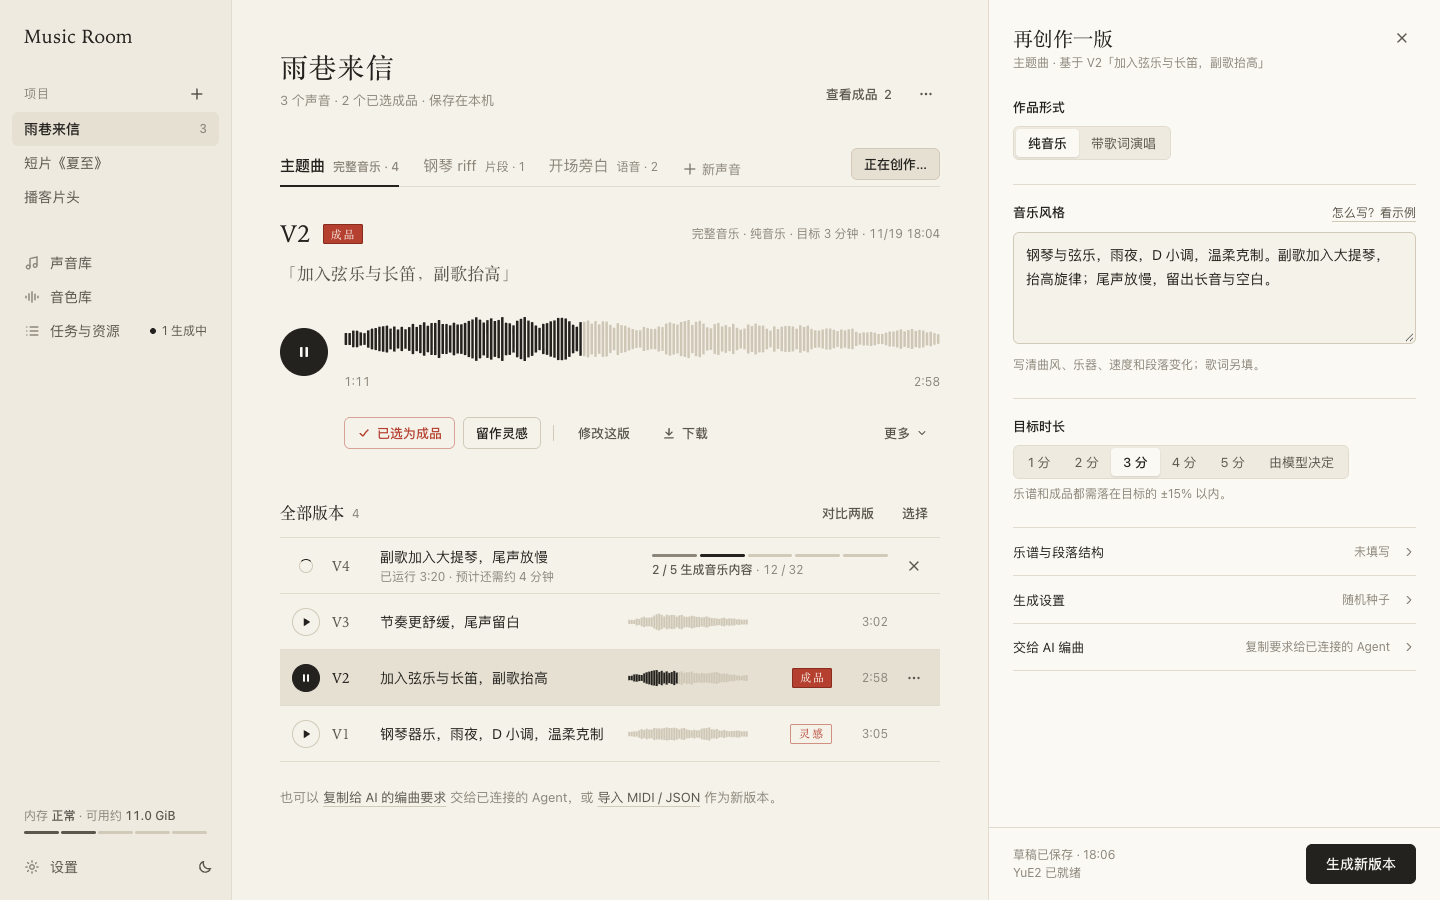 Music Room
项目
雨巷来信 3
短片《夏至》
播客片头
声音库
音色库
任务与资源 1 生成中
内存 正常 · 可用约 11.0 GiB
设置
雨巷来信
3 个声音 · 2 个已选成品 · 保存在本机
查看成品 2
主题曲 完整音乐 · 4 钢琴 riff 片段 · 1 开场旁白 语音 · 2 新声音
正在创作...
V2 成品
完整音乐 · 纯音乐 · 目标 3 分钟 · 11/19 18:04
「加入弦乐与长笛，副歌抬高」
1:11 2:58
已选为成品 留作灵感 修改这版 下载 更多
全部版本 4
对比两版 选择
V4 副歌加入大提琴，尾声放慢
已运行 3:20 · 预计还需约 4 分钟
2 / 5 生成音乐内容 · 12 / 32
V3 节奏更舒缓，尾声留白 3:02
V2 加入弦乐与长笛，副歌抬高 成品 2:58
V1 钢琴器乐，雨夜，D 小调，温柔克制 灵感 3:05
也可以 复制给 AI 的编曲要求 交给已连接的 Agent，或 导入 MIDI / JSON 作为新版本。
再创作一版
主题曲 · 基于 V2「加入弦乐与长笛，副歌抬高」
作品形式
纯音乐 带歌词演唱
音乐风格 怎么写？看示例
钢琴与弦乐，雨夜，D 小调，温柔克制。副歌加入大提琴，
抬高旋律；尾声放慢，留出长音与空白。
写清曲风、乐器、速度和段落变化；歌词另填。
目标时长
1 分 2 分 3 分 4 分 5 分 由模型决定
乐谱和成品都需落在目标的 ±15% 以内。
乐谱与段落结构 未填写
生成设置 随机种子
交给 AI 编曲 复制要求给已连接的 Agent
草稿已保存 · 18:06
YuE2 已就绪
生成新版本